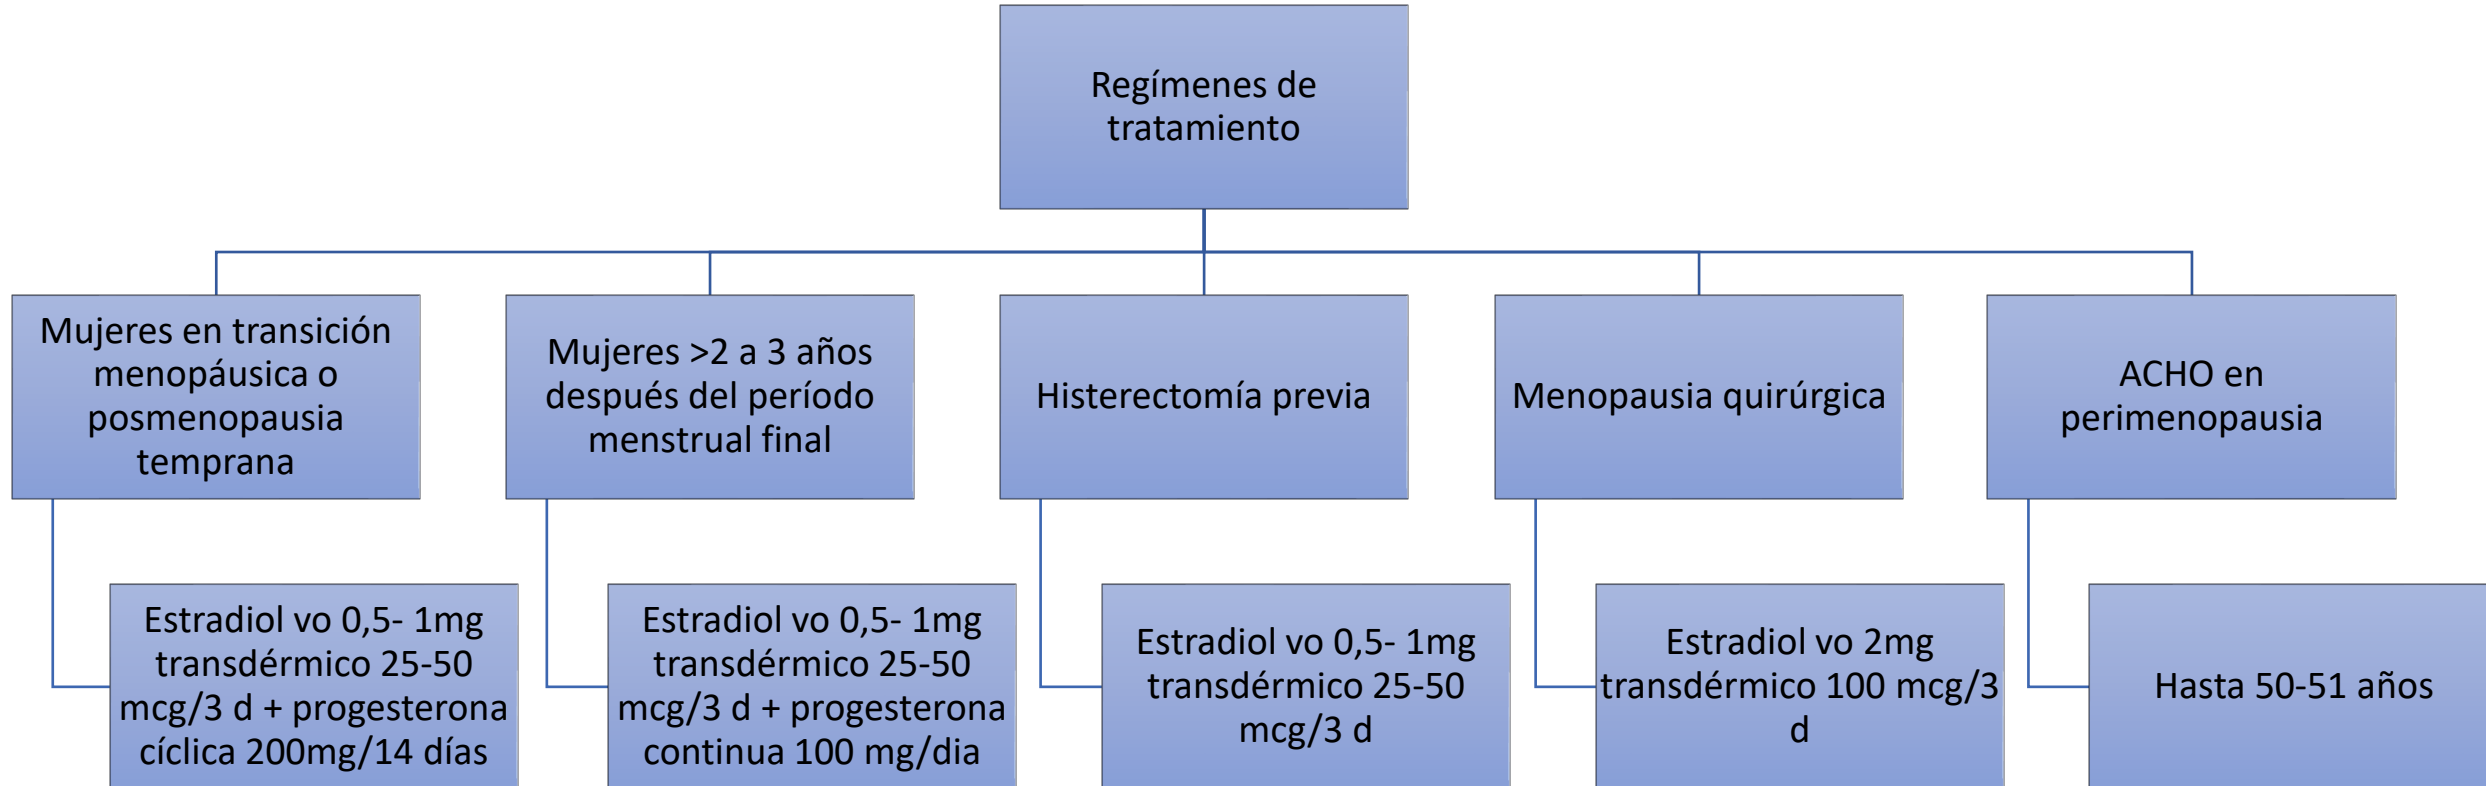 Regímenes de
tratamiento
Mujeres en transición
menopáusica o
posmenopausia
temprana
Mujeres >2 a 3 años
después del período
menstrual final
Histerectomía previa
Menopausia quirúrgica
ACHO en
perimenopausia
Estradiol vo 0,5- 1mg
transdérmico 25-50
mcg/3 d + progesterona
cíclica 200mg/14 días
Estradiol vo 0,5- 1mg
transdérmico 25-50
mcg/3 d + progesterona
continua 100 mg/dia
Estradiol vo 0,5- 1mg
transdérmico 25-50
mcg/3 d
Estradiol vo 2mg
transdérmico 100 mcg/3
d
Hasta 50-51 años